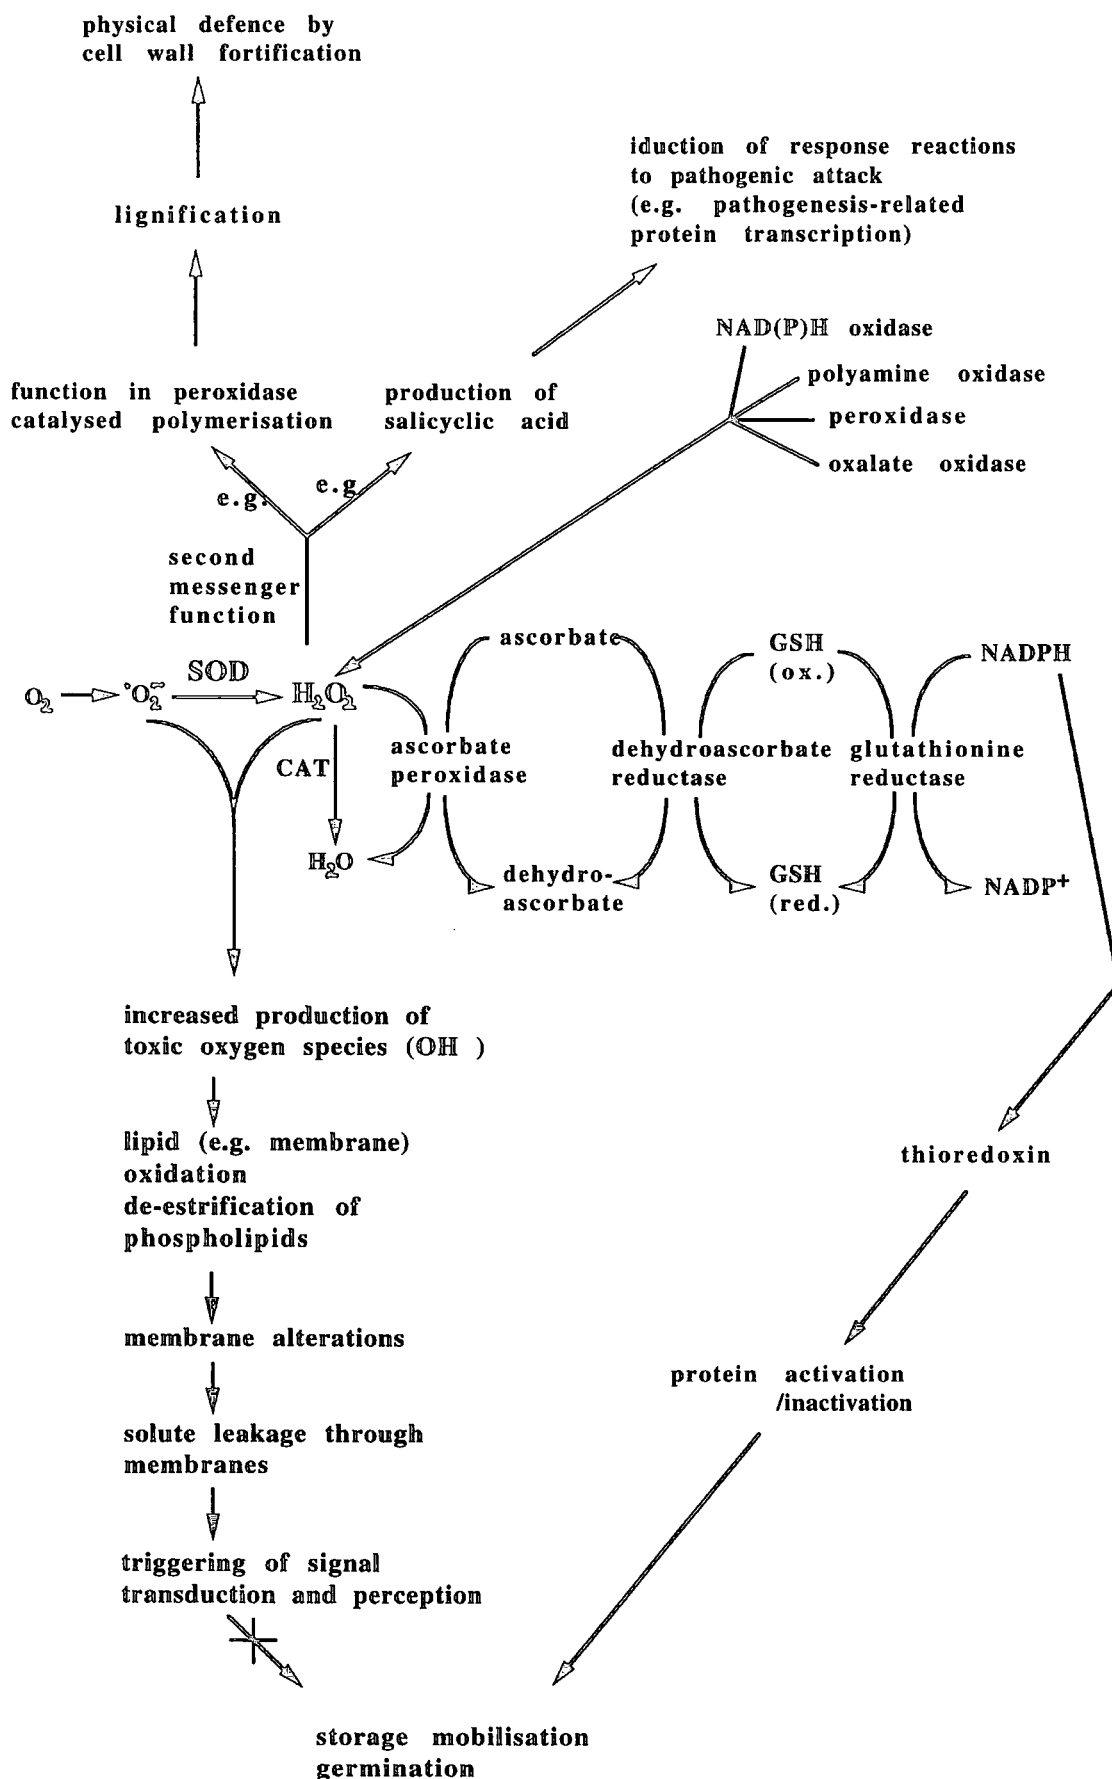 physical defence by
cell wall fortification
iduction of response reactions
to pathogenic attack
(e.g. pathogenesis-related
protein transcription)
lignification
NAD(P)H oxidase
polyamine oxidase
peroxidase
oxalate oxidase
function in peroxidase
catalysed polymerisation
production of
salicyclic acid
e.g.
e.g
second
messenger
function
ascorbate
GSH
(ox.)
NADPH
O2
SOD
•O2−
H2O2
CAT
ascorbate
peroxidase
dehydroascorbate
reductase
glutathionine
reductase
H2O
dehydro-
ascorbate
GSH
(red.)
NADP+
increased production of
toxic oxygen species (OH )
lipid (e.g. membrane)
oxidation
de-estrification of
phospholipids
thioredoxin
membrane alterations
protein activation
/inactivation
solute leakage through
membranes
triggering of signal
transduction and perception
storage mobilisation
germination